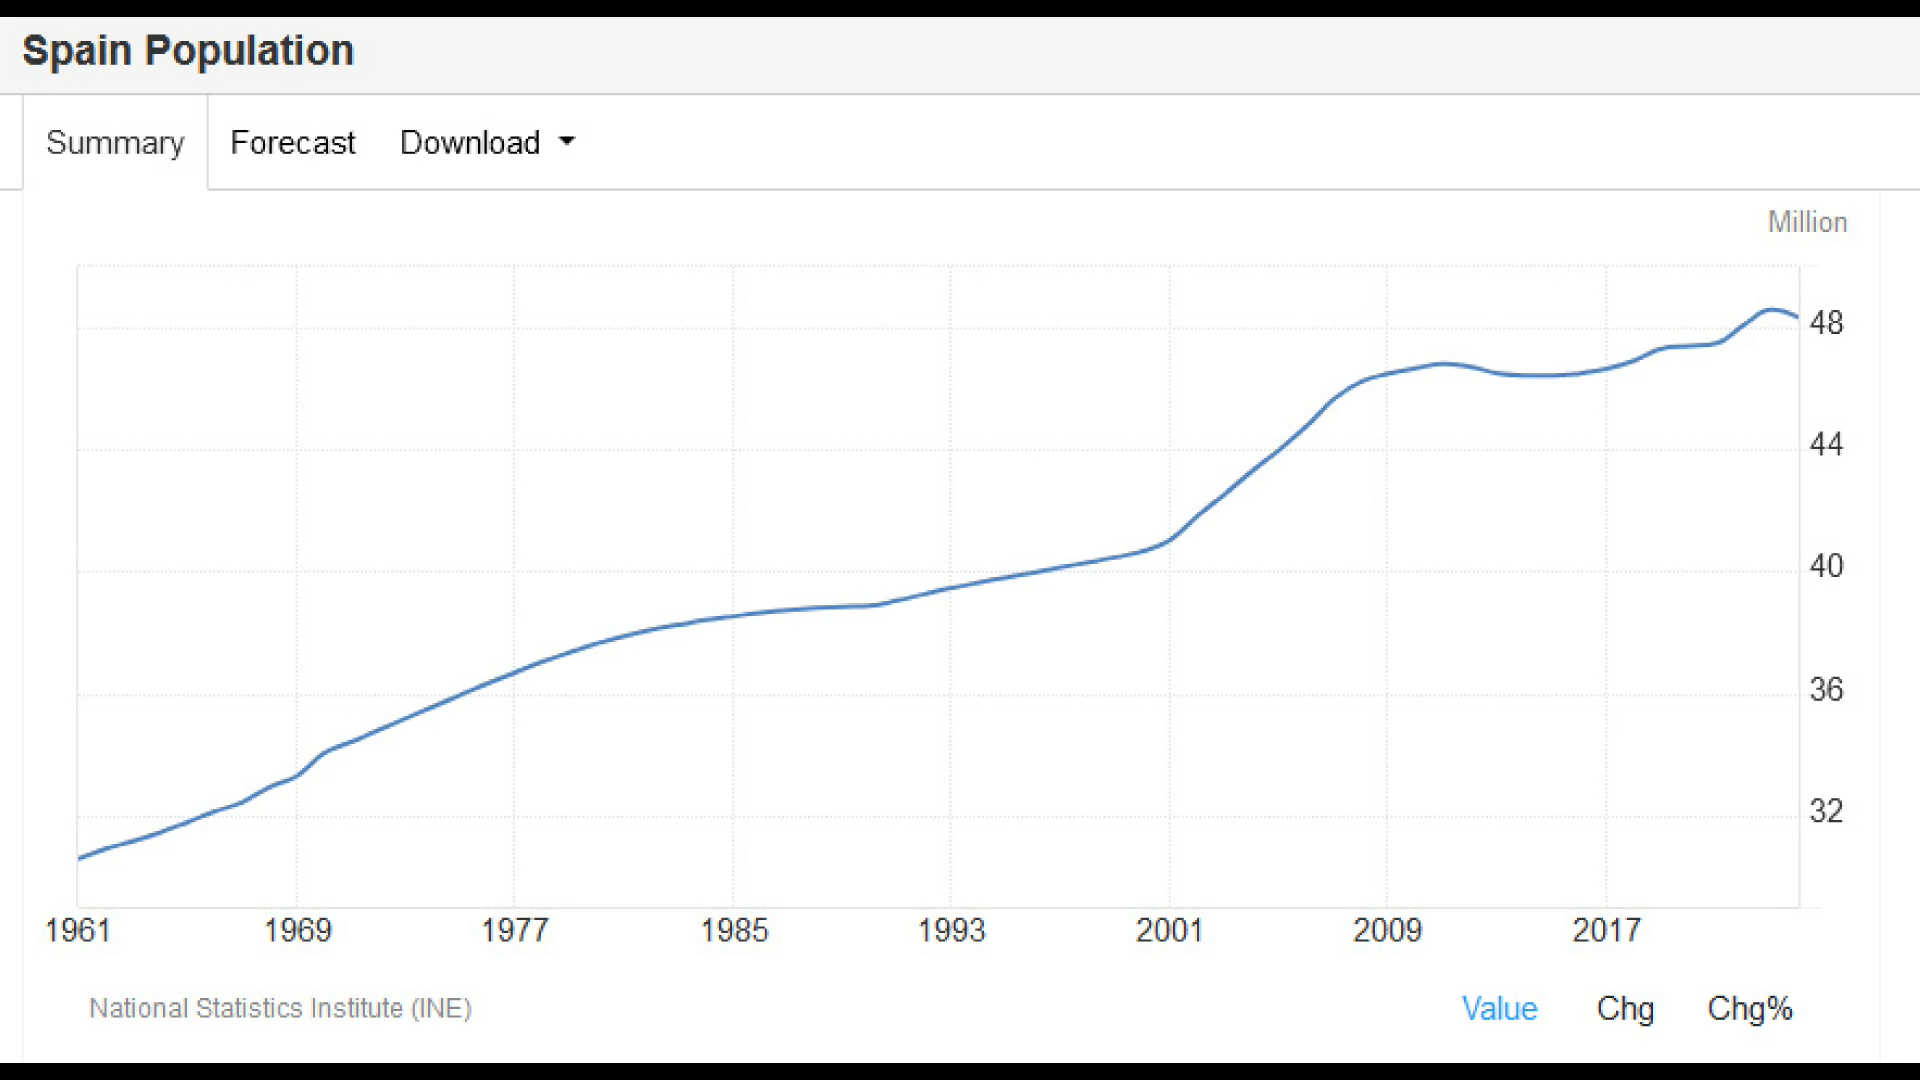 Spain Population
Summary Forecast Download
Million
48
44
40
36
32
1961 1969 1977 1985 1993 2001 2009 2017
National Statistics Institute (INE) Value Chg Chg%